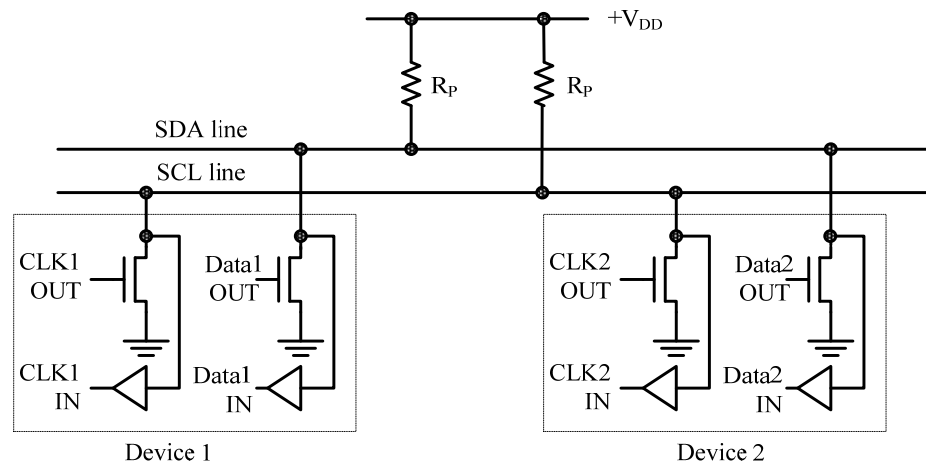 +VDD
RP
RP
SDA line
SCL line
CLK1
OUT
Data1
OUT
CLK2
OUT
Data2
OUT
CLK1
IN
Data1
IN
CLK2
IN
Data2
IN
Device 1
Device 2